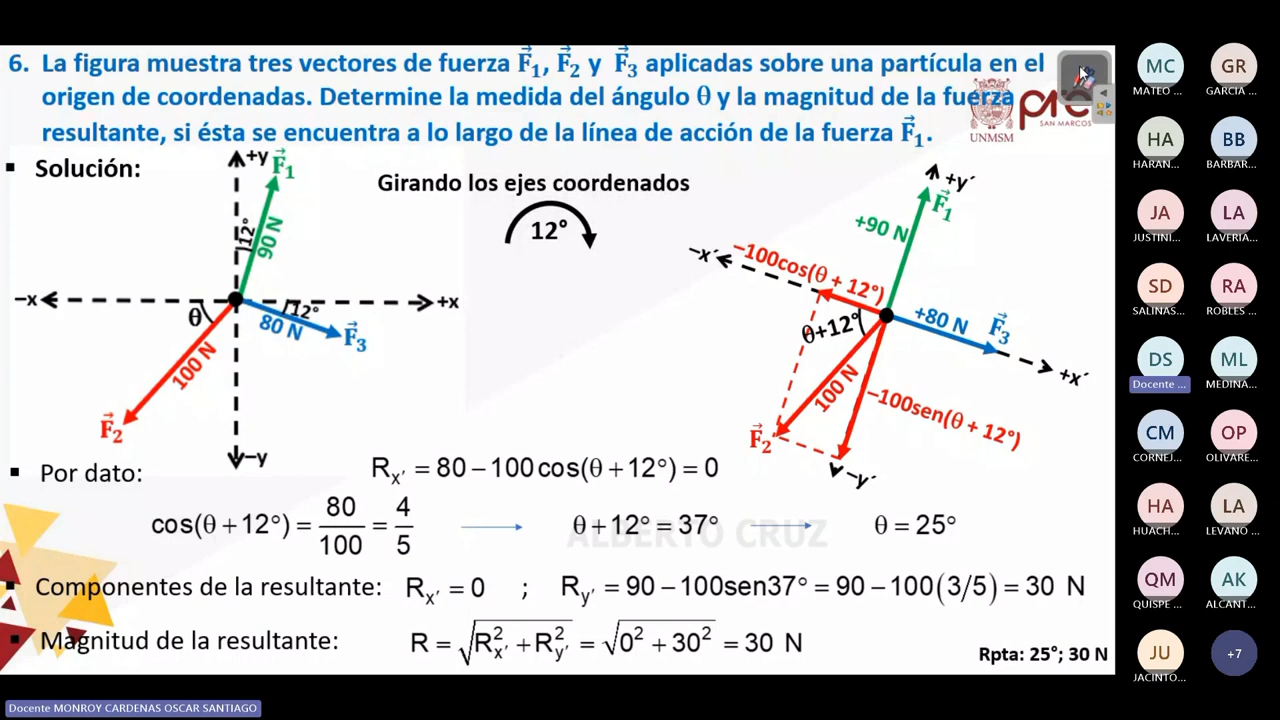 6. La figura muestra tres vectores de fuerza F⃗₁, F⃗₂ y F⃗₃ aplicadas sobre una partícula en el
origen de coordenadas. Determine la medida del ángulo θ y la magnitud de la fuerza
resultante, si ésta se encuentra a lo largo de la línea de acción de la fuerza F⃗₁.
UNMSM
pre
SAN MARCOS
▪ Solución:
+y
F⃗₁
12°
90 N
−x
+x
θ
12°
80 N
F⃗₃
100 N
F⃗₂
−y
Girando los ejes coordenados
12°
+y´
F⃗₁
+90 N
−x´
−100cos(θ + 12°)
θ+12°
+80 N
F⃗₃
+x´
100 N
−100sen(θ + 12°)
F⃗₂
−y´
▪ Por dato:
Rx′ = 80 − 100 cos(θ + 12°) = 0
cos(θ + 12°) = 80/100 = 4/5
θ + 12° = 37°
θ = 25°
ALBERTO CRUZ
▪ Componentes de la resultante: Rx′ = 0 ; Ry′ = 90 − 100sen37° = 90 − 100(3/5) = 30 N
▪ Magnitud de la resultante: R = √(R²x′ + R²y′) = √(0² + 30²) = 30 N
Rpta: 25°; 30 N
MC GR
MATEO ... GARCIA ...
HA BB
HARAN... BARBAR...
JA LA
JUSTINI... LAVERIA...
SD RA
SALINAS... ROBLES ...
DS ML
Docente ... MEDINA...
CM OP
CORNEJ... OLIVARE...
HA LA
HUACH... LEVANO ...
QM AK
QUISPE ... ALCANT...
JU +7
JACINTO...
Docente MONROY CARDENAS OSCAR SANTIAGO